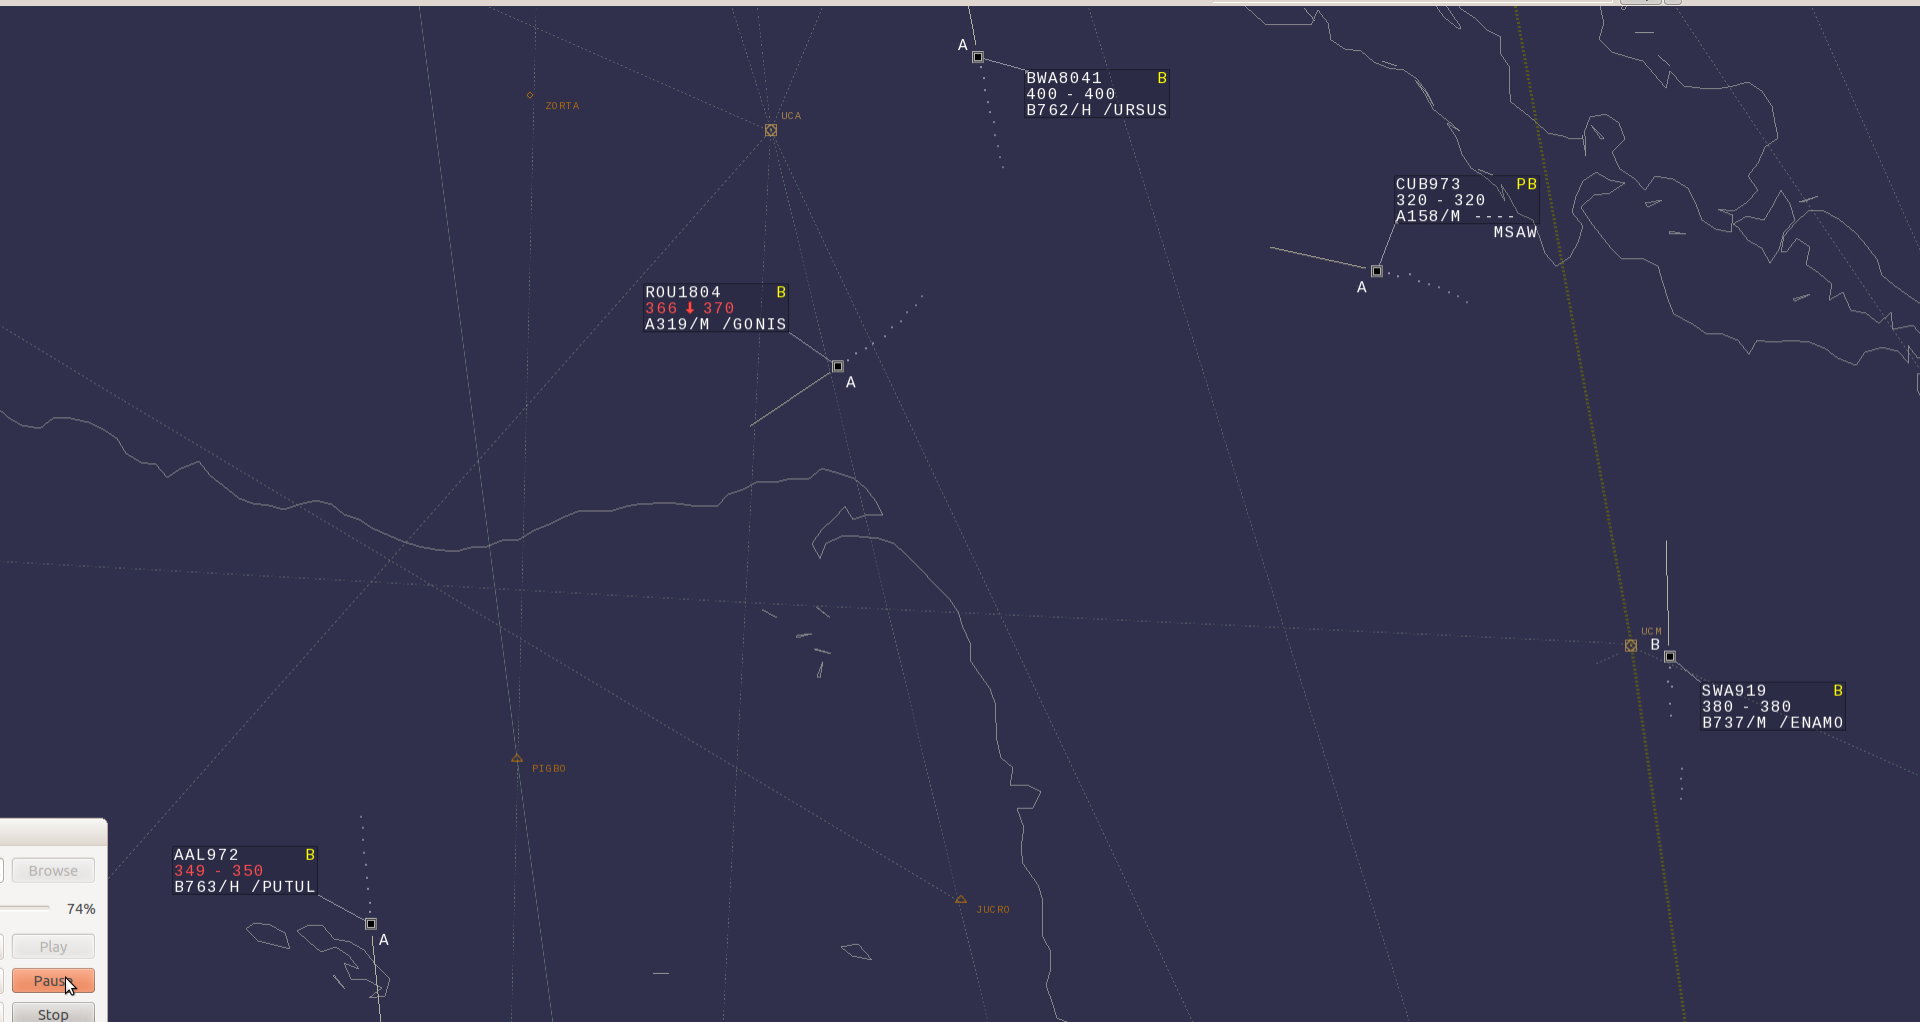 A
BWA8041 B
400 - 400
B762/H /URSUS
ZORTA
UCA
CUB973 PB
320 - 320
A158/M ----
MSAW
A
ROU1804 B
366 ⬇ 370
A319/M /GONIS
A
UCM
B
SWA919 B
380 - 380
B737/M /ENAMO
PIGBO
AAL972 B
349 - 350
B763/H /PUTUL
A
JUCRO
Browse
74%
Play
Pause
Stop